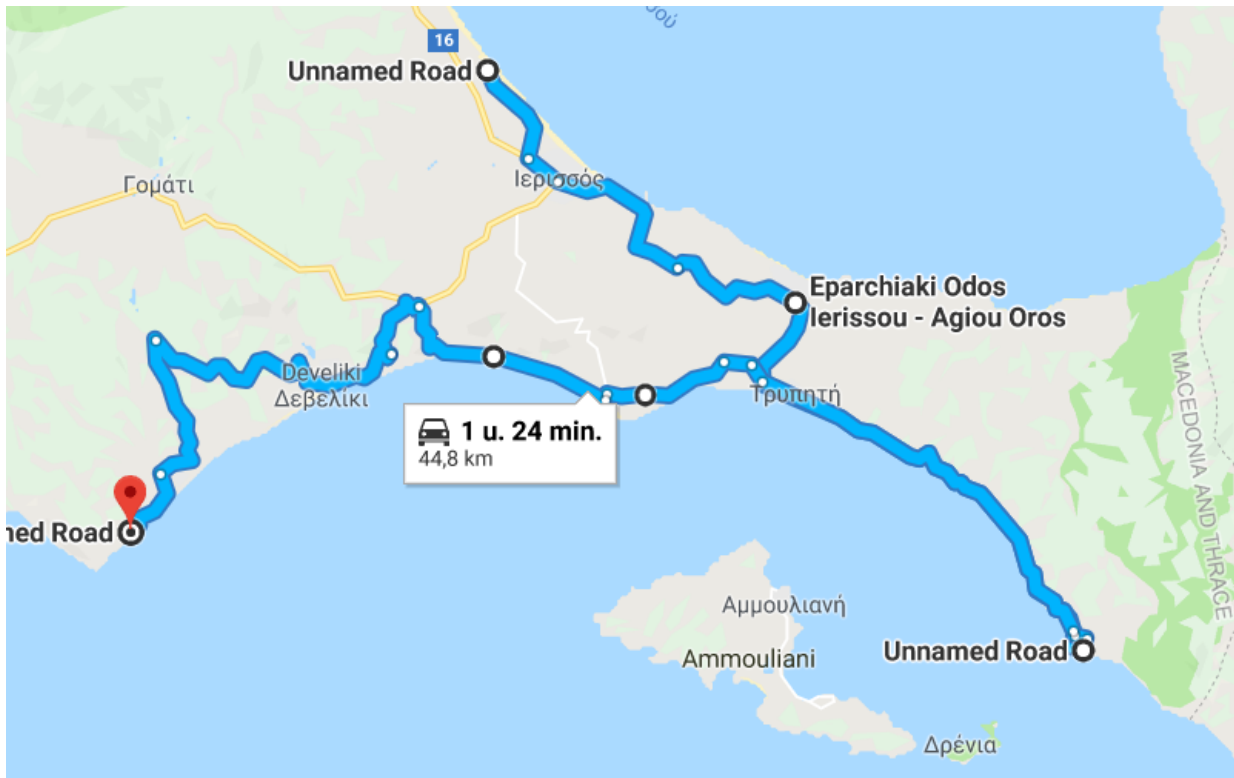 16
Unnamed Road
Ιερισσός
Γομάτι
Eparchiaki Odos
Ierissou - Agiou Oros
Develiki
Δεβελίκι
Τρυπητή
1 u. 24 min.
44,8 km
MACEDONIA AND THRACE
ned Road
Αμμουλιανή
Ammouliani
Unnamed Road
Δρένια